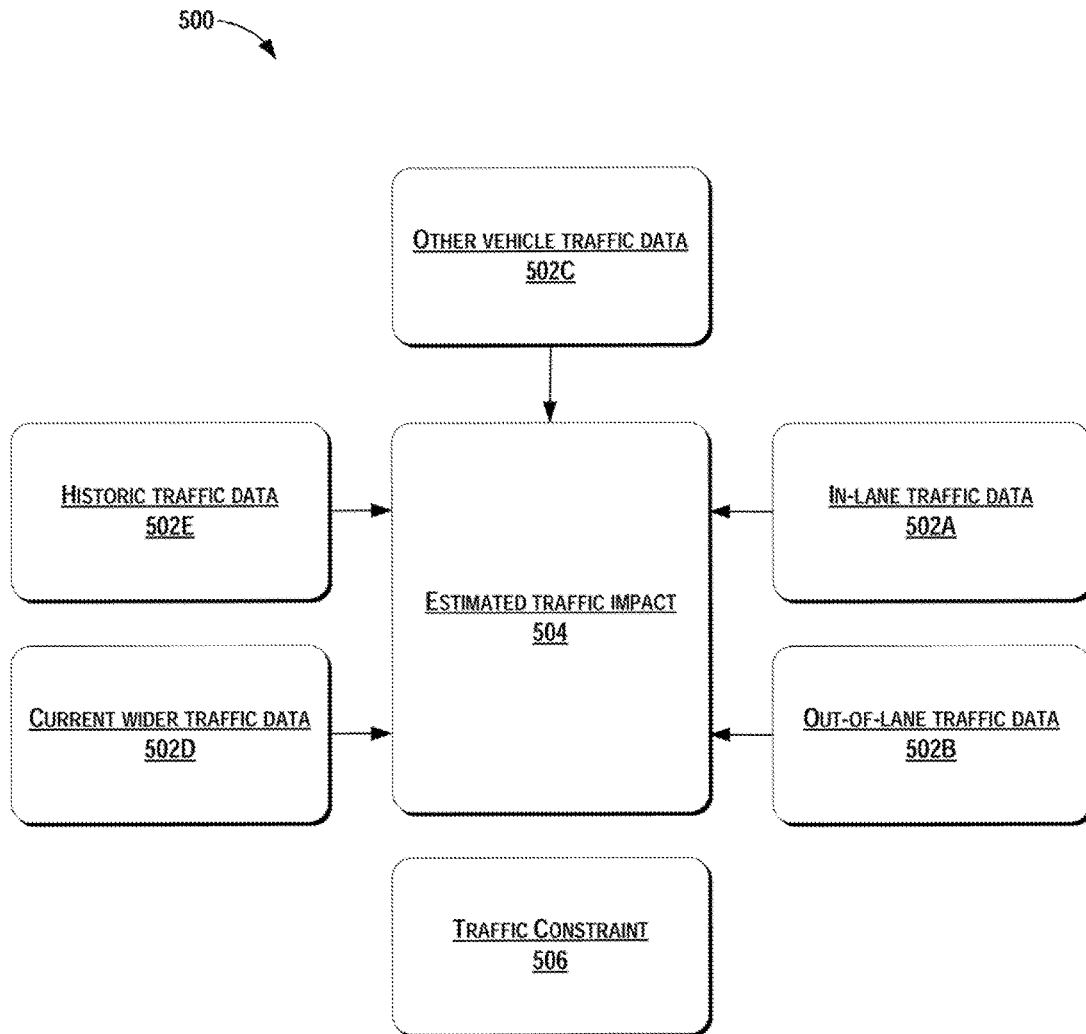 500
OTHER VEHICLE TRAFFIC DATA
502C
HISTORIC TRAFFIC DATA
502E
IN-LANE TRAFFIC DATA
502A
ESTIMATED TRAFFIC IMPACT
504
CURRENT WIDER TRAFFIC DATA
502D
OUT-OF-LANE TRAFFIC DATA
502B
TRAFFIC CONSTRAINT
506